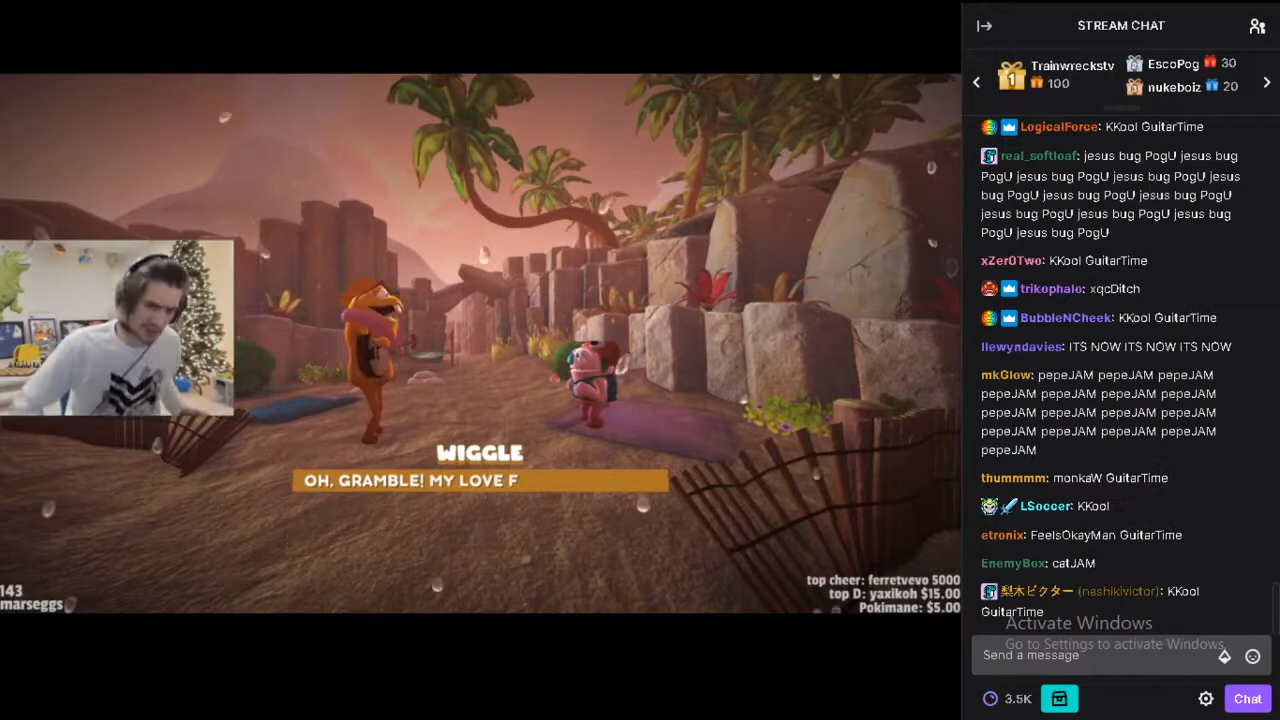 STREAM CHAT
Trainwreckstv
100
EscoPog 30
nukeboiz 20
LogicalForce: KKool GuitarTime
real_softloaf: jesus bug PogU jesus bug
PogU jesus bug PogU jesus bug PogU jesus
bug PogU jesus bug PogU jesus bug PogU
jesus bug PogU jesus bug PogU jesus bug
PogU jesus bug PogU
xZer0Two: KKool GuitarTime
trikophalo: xqcDitch
BubbleNCheek: KKool GuitarTime
llewyndavies: ITS NOW ITS NOW ITS NOW
mkGlow: pepeJAM pepeJAM pepeJAM
pepeJAM pepeJAM pepeJAM pepeJAM
pepeJAM pepeJAM pepeJAM pepeJAM
pepeJAM pepeJAM pepeJAM pepeJAM
pepeJAM
thummmm: monkaW GuitarTime
LSoccer: KKool
etronix: FeelsOkayMan GuitarTime
EnemyBox: catJAM
梨木ビクター (nashikivictor): KKool
GuitarTime
Activate Windows
Go to Settings to activate Windows.
Send a message
3.5K
Chat
WIGGLE
OH, GRAMBLE! MY LOVE F
143
marseggs
top cheer: ferretvevo 5000
top D: yaxikoh $15.00
Pokimane: $5.00